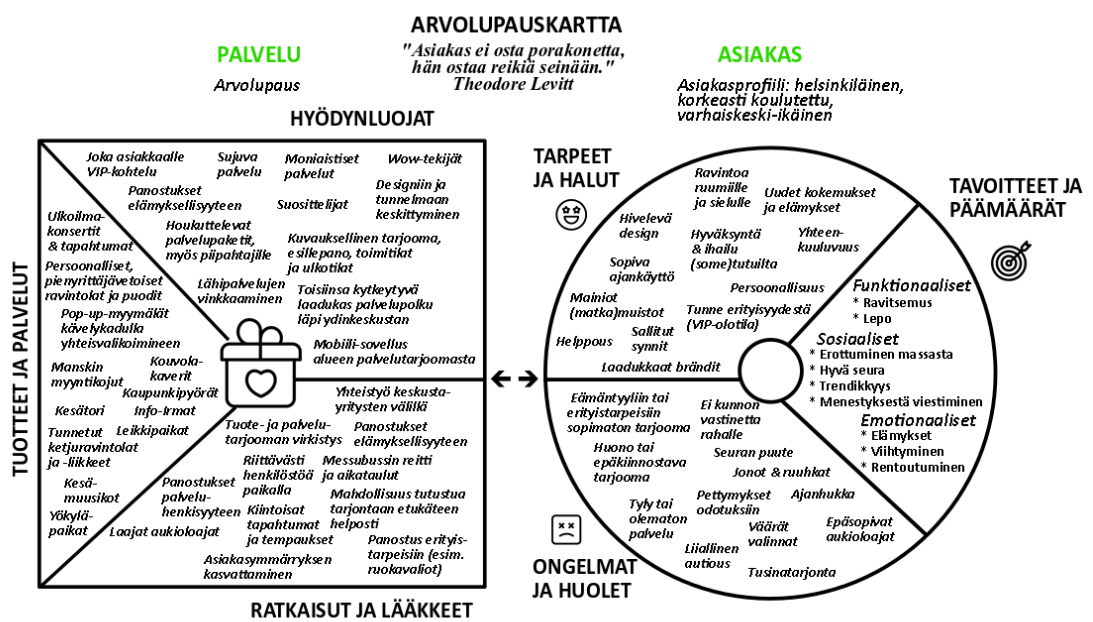 ARVOLUPAUSKARTTA
"Asiakas ei osta porakonetta,
hän ostaa reikiä seinään."
Theodore Levitt
PALVELU
Arvolupaus
ASIAKAS
Asiakasprofiili: helsinkiläinen,
korkeasti koulutettu,
varhaiskeski-ikäinen
HYÖDYNLUOJAT
Joka asiakkaalle
VIP-kohtelu
Sujuva
palvelu
Moniaistiset
palvelut
Wow-tekijät
Panostukset
elämyksellisyyteen
Suosittelijat
Designiin ja
tunnelmaan
keskittyminen
Houkuttelevat
palvelupaketit,
myös piipahtajille
Kuvauksellinen tarjooma,
esillepano, toimitilat
ja ulkotilat
Lähipalvelujen
vinkkaaminen
Toisiinsa kytkeytyvä
laadukas palvelupolku
läpi ydinkeskustan
Mobiili-sovellus
alueen palvelutarjoomasta
TUOTTEET JA PALVELUT
Ulkoilma-
konsertit
& tapahtumat
Persoonalliset,
pienyrittäjävetoiset
ravintolat ja puodit
Pop-up-myymälät
kävelykadulla
yhteisvalikoimineen
Manskin
myyntikojut
Kouvola-
kaverit
Kaupunkipyörät
Kesätori
Info-Irmat
Tunnetut
ketjuravintolat
ja -liikkeet
Leikkipaikat
Kesä-
muusikot
Yökylä-
paikat
RATKAISUT JA LÄÄKKEET
Yhteistyö keskusta-
yritysten välillä
Tuote- ja palvelu-
tarjooman virkistys
Panostukset
elämyksellisyyteen
Riittävästi
henkilöstöä
paikalla
Messubussin reitti
ja aikataulut
Panostukset
palvelu-
henkisyyteen
Kiintoisat
tapahtumat
ja tempaukset
Mahdollisuus tutustua
tarjontaan etukäteen
helposti
Laajat aukioloajat
Asiakasymmärryksen
kasvattaminen
Panostus erityis-
tarpeisiin (esim.
ruokavaliot)
TARPEET
JA HALUT
Ravintoa
ruumiille
ja sielulle
Uudet kokemukset
ja elämykset
Hivelevä
design
Hyväksyntä
& ihailu
(some)tutuilta
Yhteen-
kuuluvuus
Sopiva
ajankäyttö
Persoonallisuus
Mainiot
(matka)muistot
Tunne erityisyydestä
(VIP-olotila)
Helppous
Sallitut
synnit
Laadukkaat brändit
TAVOITTEET JA
PÄÄMÄÄRÄT
Funktionaaliset
* Ravitsemus
* Lepo
Sosiaaliset
* Erottuminen massasta
* Hyvä seura
* Trendikkyys
* Menestyksestä viestiminen
Emotionaaliset
* Elämykset
* Viihtyminen
* Rentoutuminen
ONGELMAT
JA HUOLET
Eämäntyyliin tai
erityistarpeisiin
sopimaton tarjooma
Ei kunnon
vastinetta
rahalle
Huono tai
epäkiinnostava
tarjooma
Seuran puute
Jonot & ruuhkat
Tyly tai
olematon
palvelu
Pettymykset
odotuksiin
Ajanhukka
Väärät
valinnat
Epäsopivat
aukioloajat
Liiallinen
autious
Tusinatarjonta